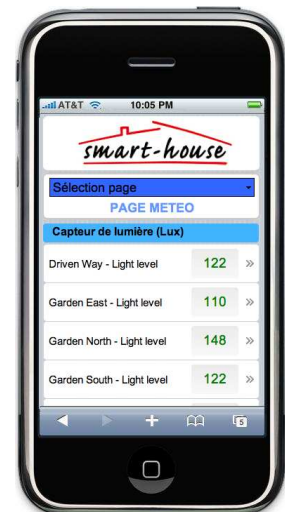 AT&T 10:05 PM
smart-house
Sélection page
PAGE METEO
Capteur de lumière (Lux)
Driven Way - Light level 122 »
Garden East - Light level 110 »
Garden North - Light level 148 »
Garden South - Light level 122 »
5